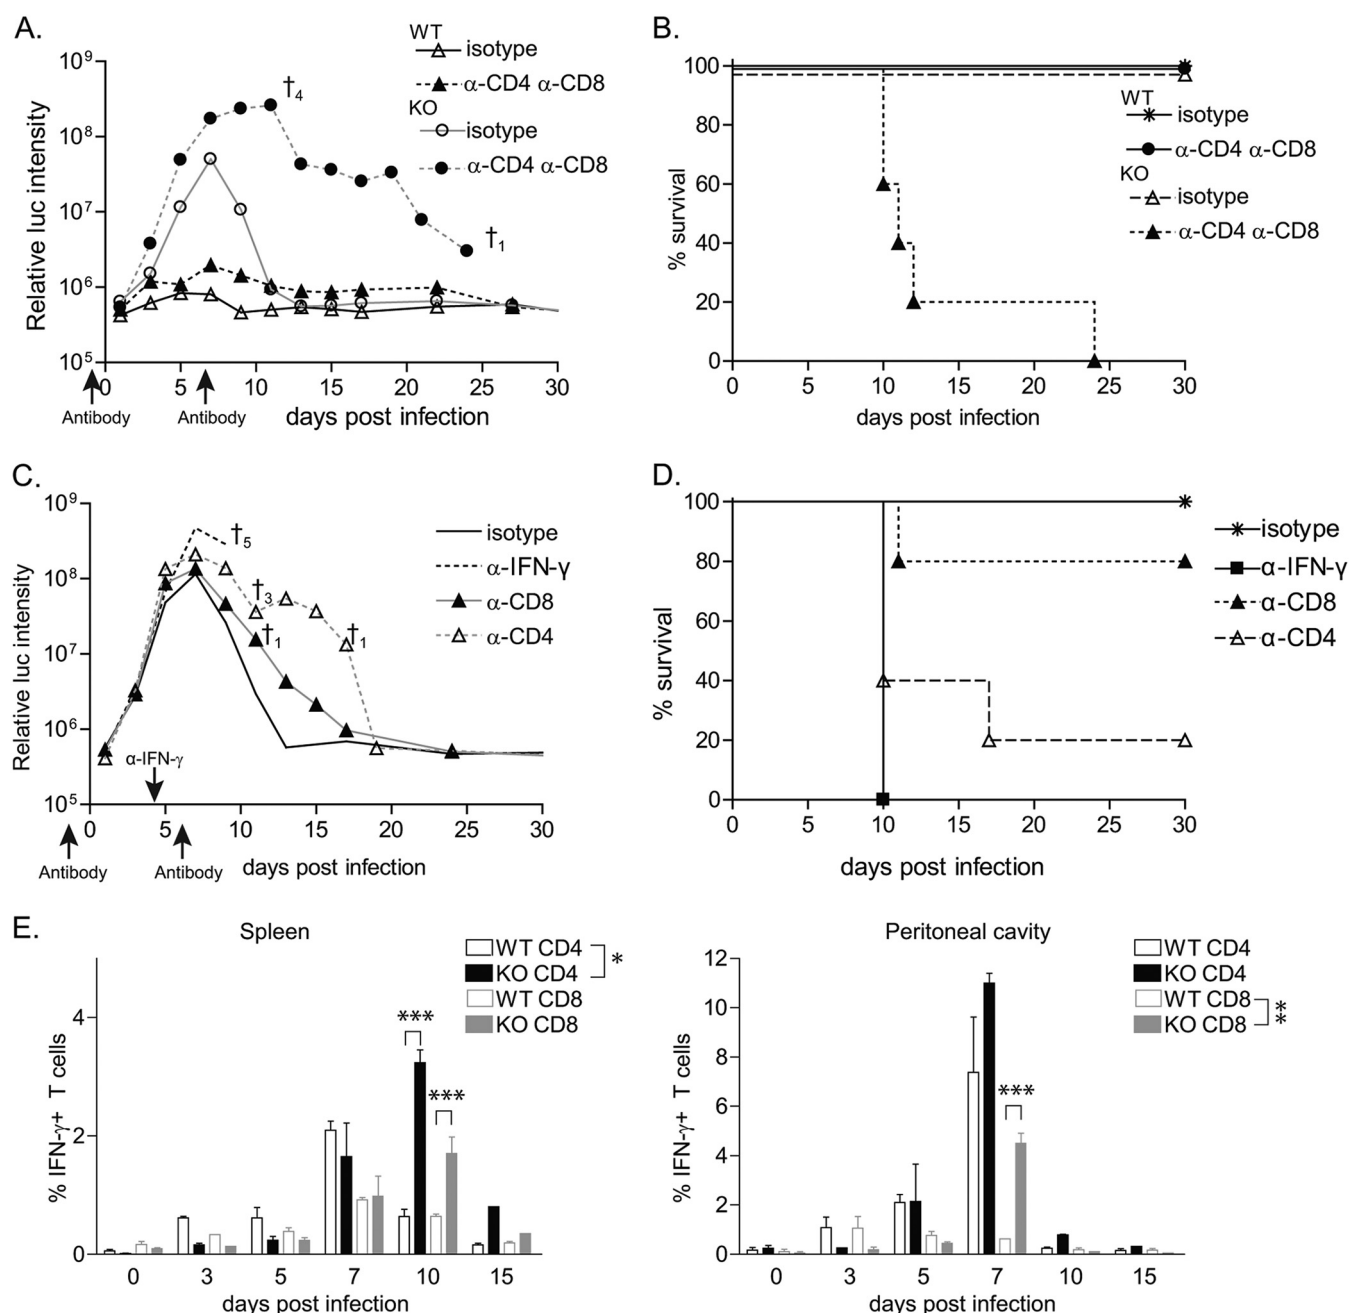 A.
WT
isotype
α-CD4 α-CD8
KO
isotype
α-CD4 α-CD8
Relative luc intensity
10⁹
10⁸
10⁷
10⁶
10⁵
†₄
†₁
0 5 10 15 20 25 30
Antibody Antibody days post infection
B.
% survival
100
80
60
40
20
0
WT
isotype
α-CD4 α-CD8
KO
isotype
α-CD4 α-CD8
0 5 10 15 20 25 30
days post infection
C.
Relative luc intensity
10⁹
10⁸
10⁷
10⁶
10⁵
†₅
†₃
†₁ †₁
isotype
α-IFN-γ
α-CD8
α-CD4
α-IFN-γ
0 5 10 15 20 25 30
Antibody Antibody days post infection
D.
% survival
100
80
60
40
20
0
isotype
α-IFN-γ
α-CD8
α-CD4
0 5 10 15 20 25 30
days post infection
E.
Spleen
WT CD4
KO CD4
WT CD8
KO CD8
*
***
***
% IFN-γ+ T cells
4
2
0
0 3 5 7 10 15
days post infection
Peritoneal cavity
WT CD4
KO CD4
WT CD8
KO CD8
**
***
% IFN-γ+ T cells
12
10
8
6
4
2
0
0 3 5 7 10 15
days post infection